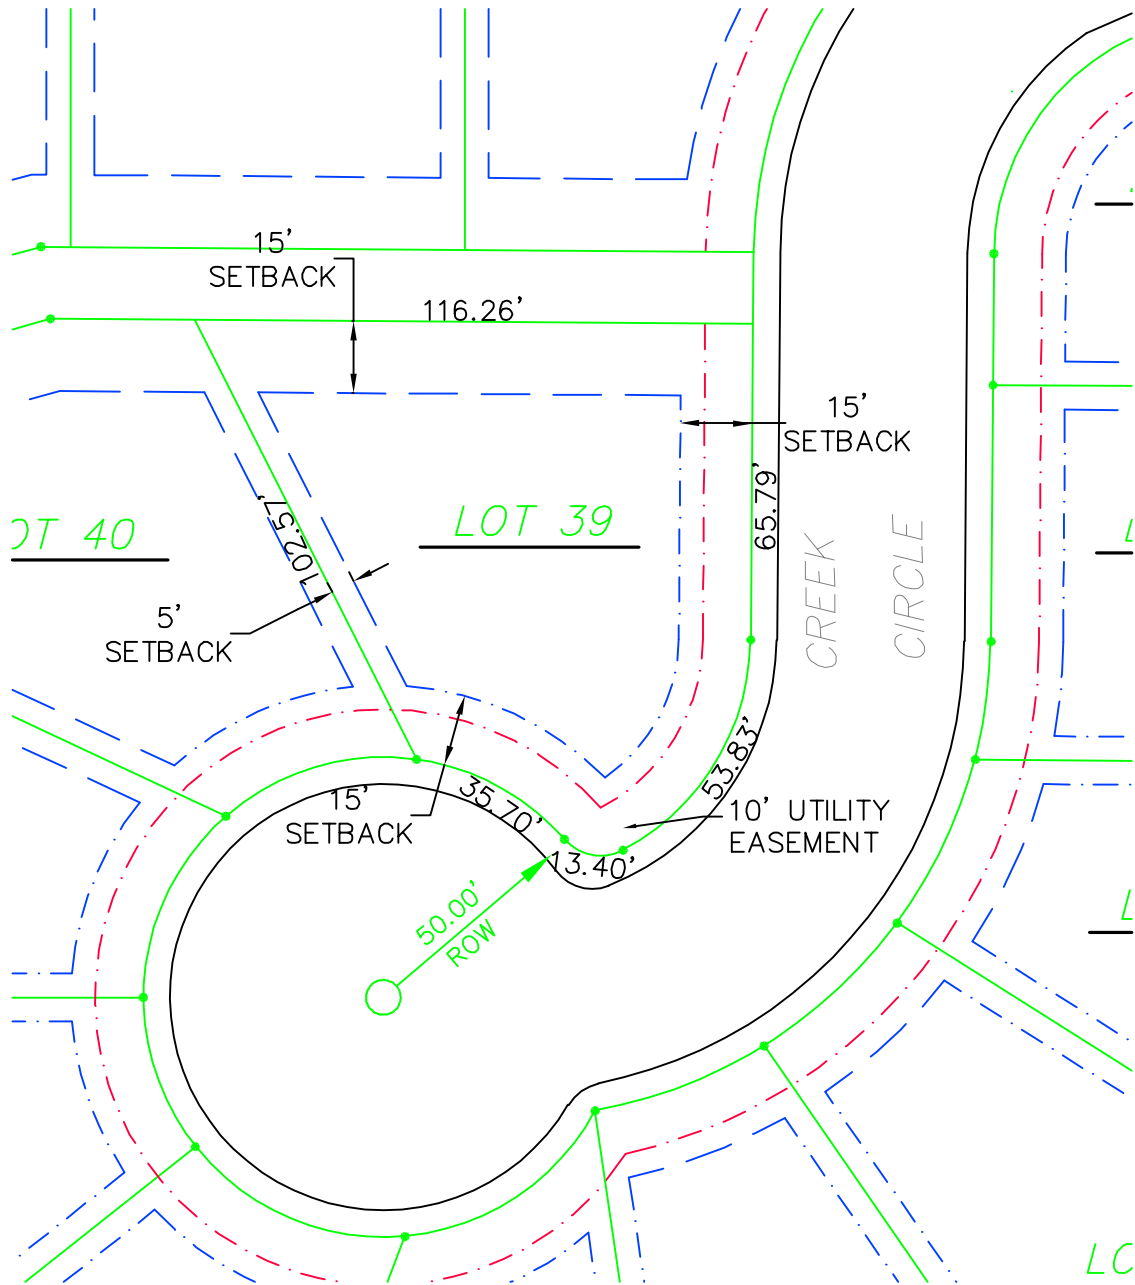 15'
SETBACK
116.26'
15'
SETBACK
65.79'
102.57'
LOT 39
OT 40
CREEK
CIRCLE
5'
SETBACK
15'
SETBACK
35.70'
53.83'
13.40'
10' UTILITY
EASEMENT
50.00'
ROW
LO